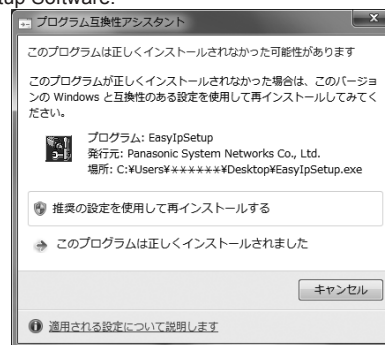 up Software.
プログラム互換性アシスタント
このプログラムは正しくインストールされなかった可能性があります
このプログラムが正しくインストールされなかった場合は、このバージョ
ンの Windows と互換性のある設定を使用して再インストールしてみてく
ださい。
プログラム: EasyIpSetup
発行元: Panasonic System Networks Co., Ltd.
場所: C:¥Users¥******¥Desktop¥EasyIpSetup.exe
推奨の設定を使用して再インストールする
このプログラムは正しくインストールされました
キャンセル
適用される設定について説明します